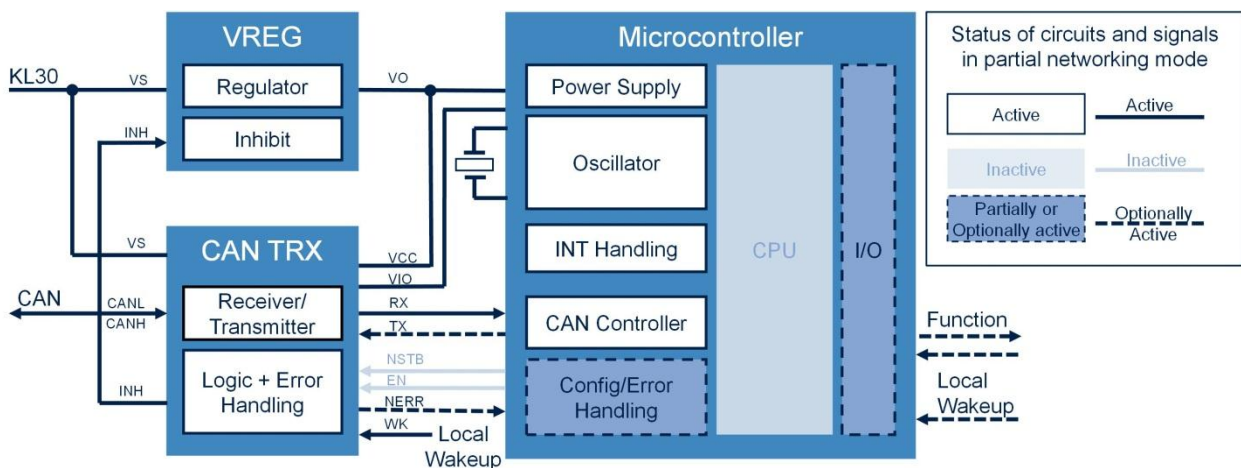 VREG
Microcontroller
Status of circuits and signals
in partial networking mode
KL30
VS
Regulator
VO
Power Supply
Active
Active
INH
Inhibit
Oscillator
Inactive
Inactive
Partially or
Optionally active
Optionally
Active
VS
CAN TRX
VCC
VIO
INT Handling
CPU
I/O
CAN
CANL
CANH
Receiver/
Transmitter
RX
TX
CAN Controller
Function
INH
Logic + Error
Handling
NSTB
EN
NERR
WK
Local
Wakeup
Config/Error
Handling
Local
Wakeup